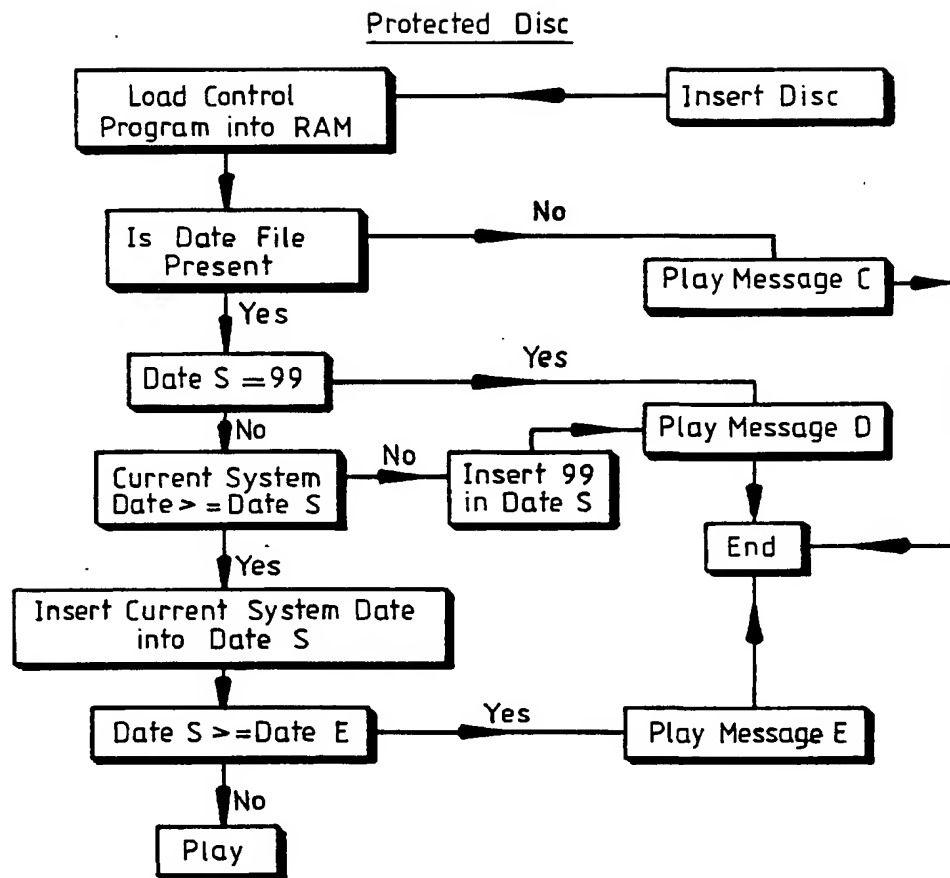 Protected Disc
Load Control
Program into RAM
Insert Disc
Is Date File
Present
No
Play Message C
Yes
Date S = 99
Yes
Play Message D
No
Current System
Date > = Date S
No
Insert 99
in Date S
End
Yes
Insert Current System Date
into Date S
Date S > = Date E
Yes
Play Message E
No
Play